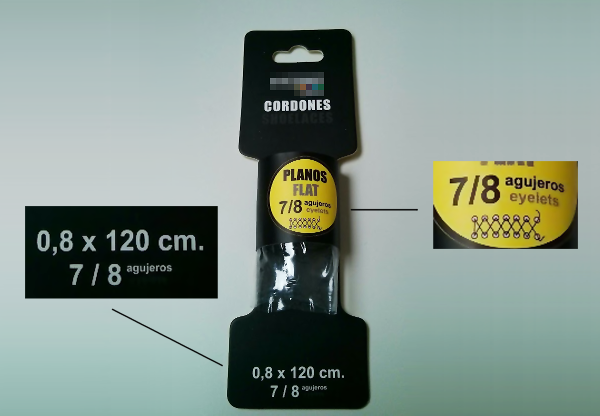 CORDONES
SHOELACES
PLANOS
FLAT
7/8 agujeros
eyelets
0,8 x 120 cm.
7 / 8 agujeros
0,8 x 120 cm.
7 / 8 agujeros
7/8 agujeros
eyelets